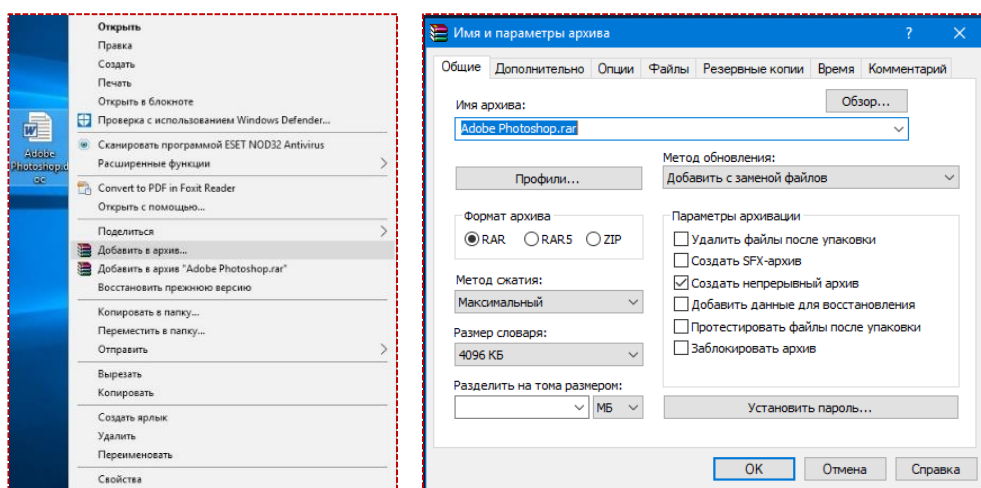 Adobe
Photoshop.d
oc
Открыть
Правка
Создать
Печать
Открыть в блокноте
Проверка с использованием Windows Defender...
Сканировать программой ESET NOD32 Antivirus
Расширенные функции
Convert to PDF in Foxit Reader
Открыть с помощью...
Поделиться
Добавить в архив...
Добавить в архив "Adobe Photoshop.rar"
Восстановить прежнюю версию
Копировать в папку...
Переместить в папку...
Отправить
Вырезать
Копировать
Создать ярлык
Удалить
Переименовать
Свойства
Имя и параметры архива
Общие Дополнительно Опции Файлы Резервные копии Время Комментарий
Имя архива:
Обзор...
Adobe Photoshop.rar
Профили...
Метод обновления:
Добавить с заменой файлов
Формат архива
RAR RAR5 ZIP
Метод сжатия:
Максимальный
Размер словаря:
4096 КБ
Разделить на тома размером:
МБ
Параметры архивации
Удалить файлы после упаковки
Создать SFX-архив
Создать непрерывный архив
Добавить данные для восстановления
Протестировать файлы после упаковки
Заблокировать архив
Установить пароль...
OK Отмена Справка